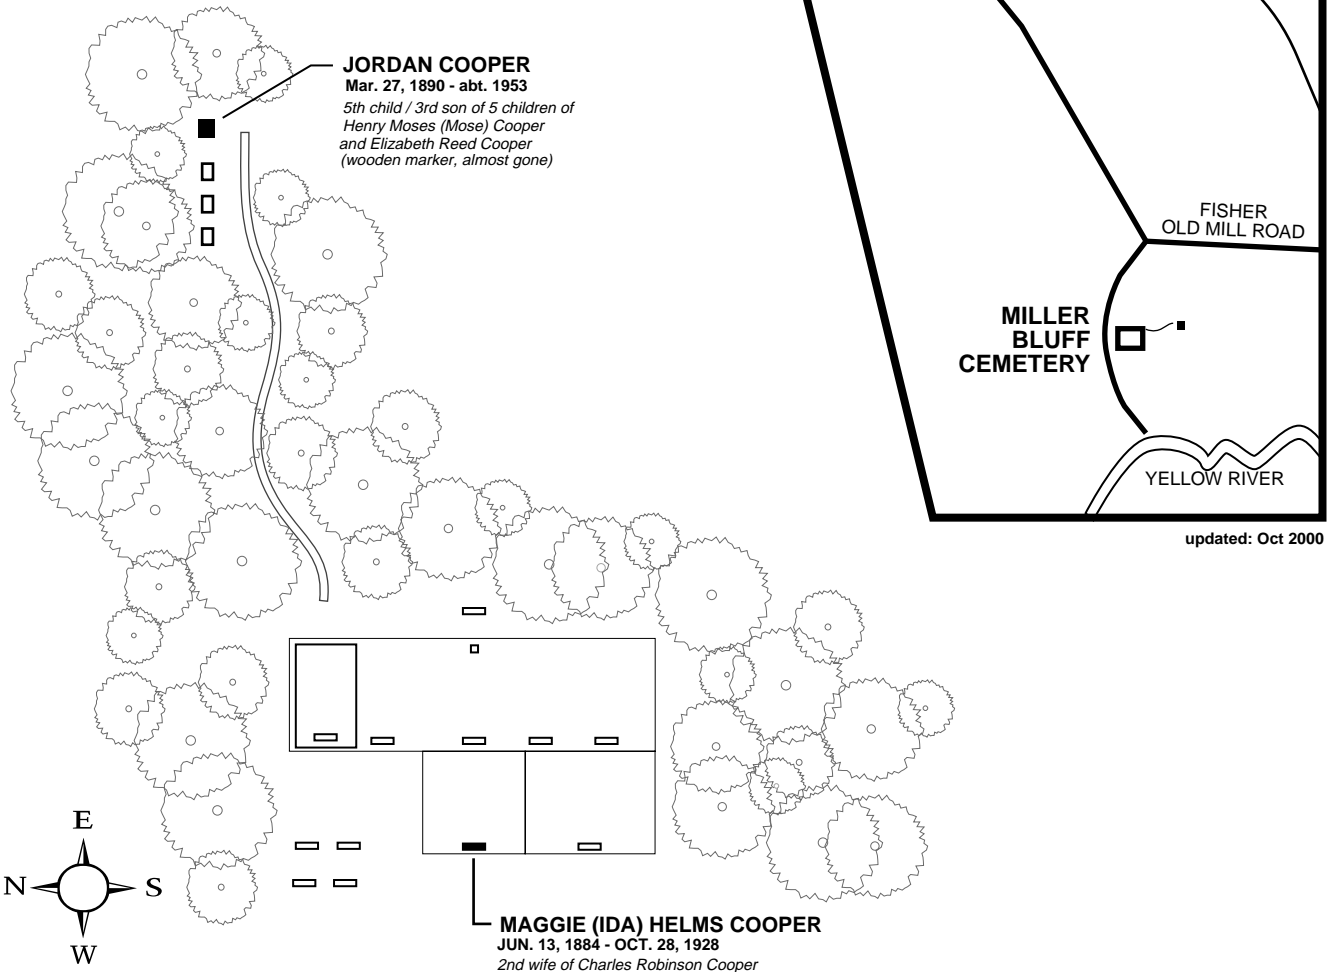 JORDAN COOPER
Mar. 27, 1890 - abt. 1953
5th child / 3rd son of 5 children of
Henry Moses (Mose) Cooper
and Elizabeth Reed Cooper
(wooden marker, almost gone)
FISHER
OLD MILL ROAD
MILLER
BLUFF
CEMETERY
YELLOW RIVER
updated: Oct 2000
E
N
S
W
MAGGIE (IDA) HELMS COOPER
JUN. 13, 1884 - OCT. 28, 1928
2nd wife of Charles Robinson Cooper